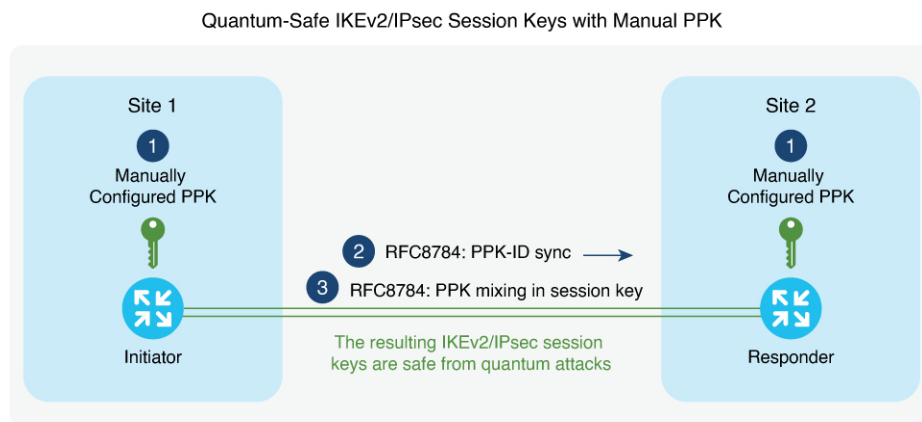 Quantum-Safe IKEv2/IPsec Session Keys with Manual PPK
Site 1
1
Manually
Configured PPK
Initiator
2 RFC8784: PPK-ID sync
3 RFC8784: PPK mixing in session key
The resulting IKEv2/IPsec session
keys are safe from quantum attacks
Site 2
1
Manually
Configured PPK
Responder